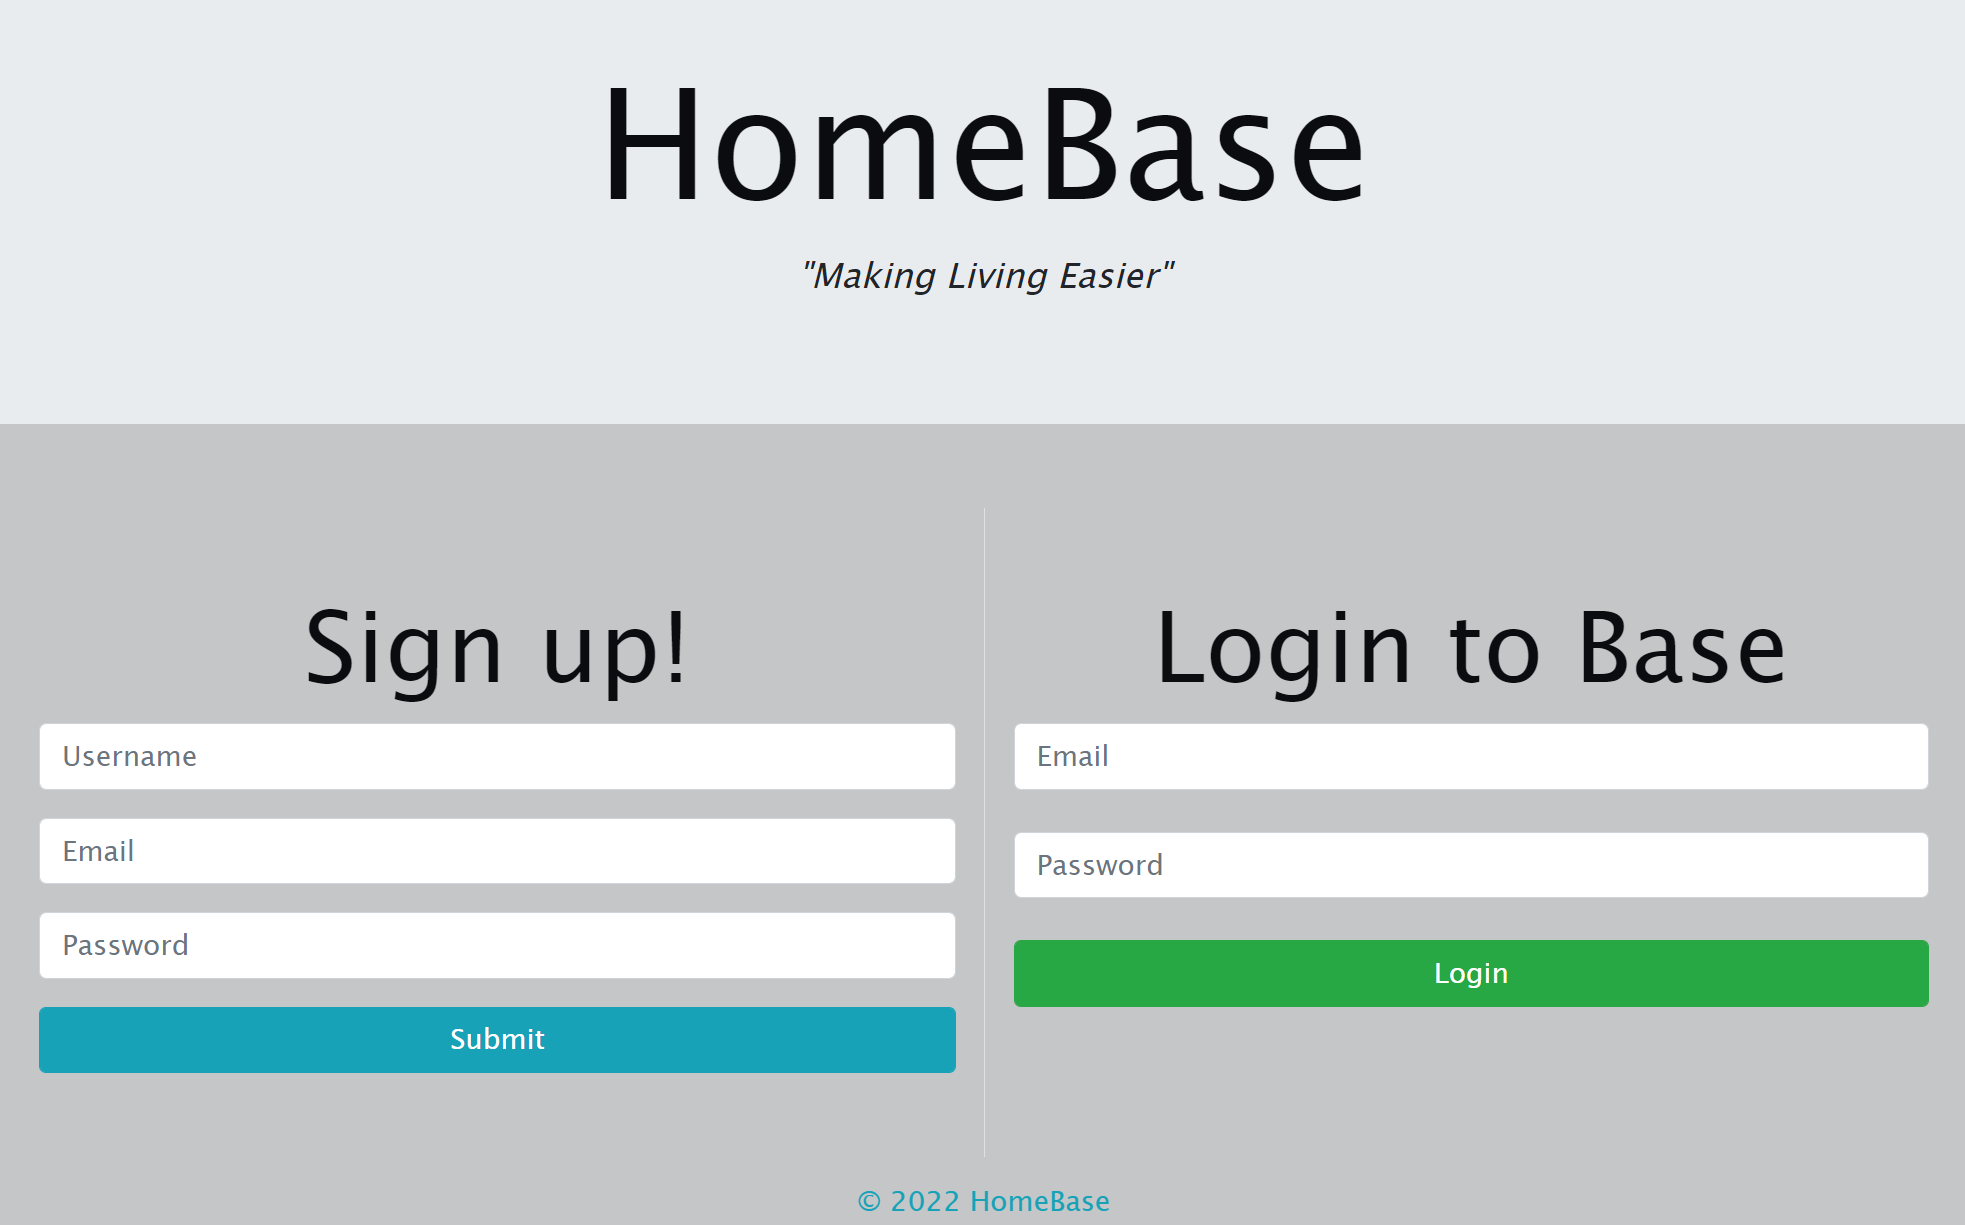 HomeBase
"Making Living Easier"
Sign up!
Username
Email
Password
Submit
Login to Base
Email
Password
Login
© 2022 HomeBase